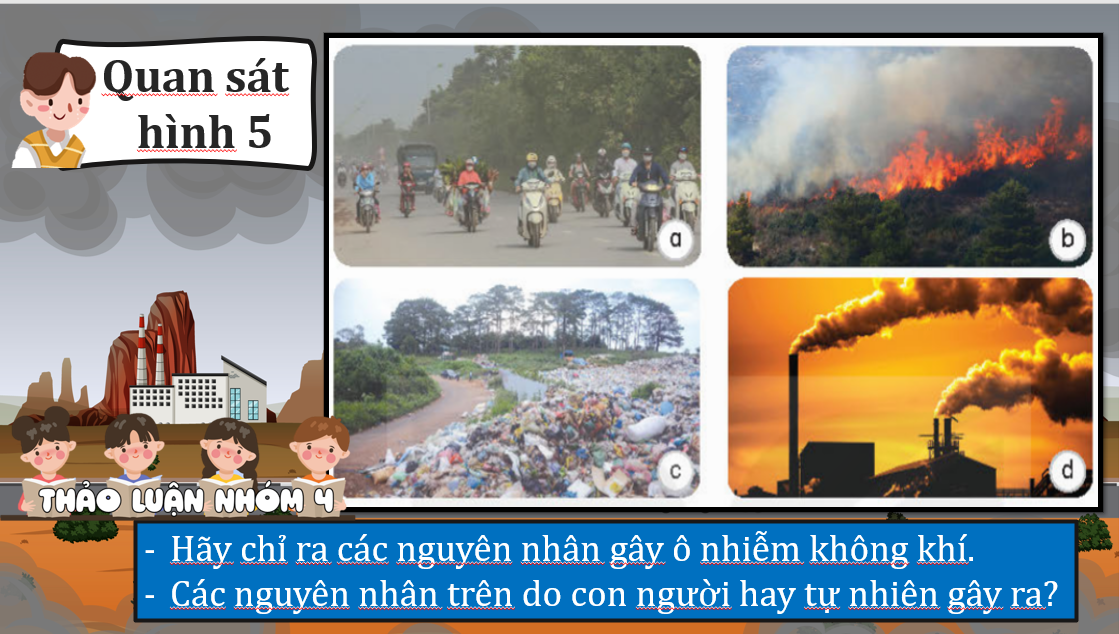 Quan sát
hình 5
a
b
c
d
THẢO LUẬN NHÓM 4
- Hãy chỉ ra các nguyên nhân gây ô nhiễm không khí.
- Các nguyên nhân trên do con người hay tự nhiên gây ra?